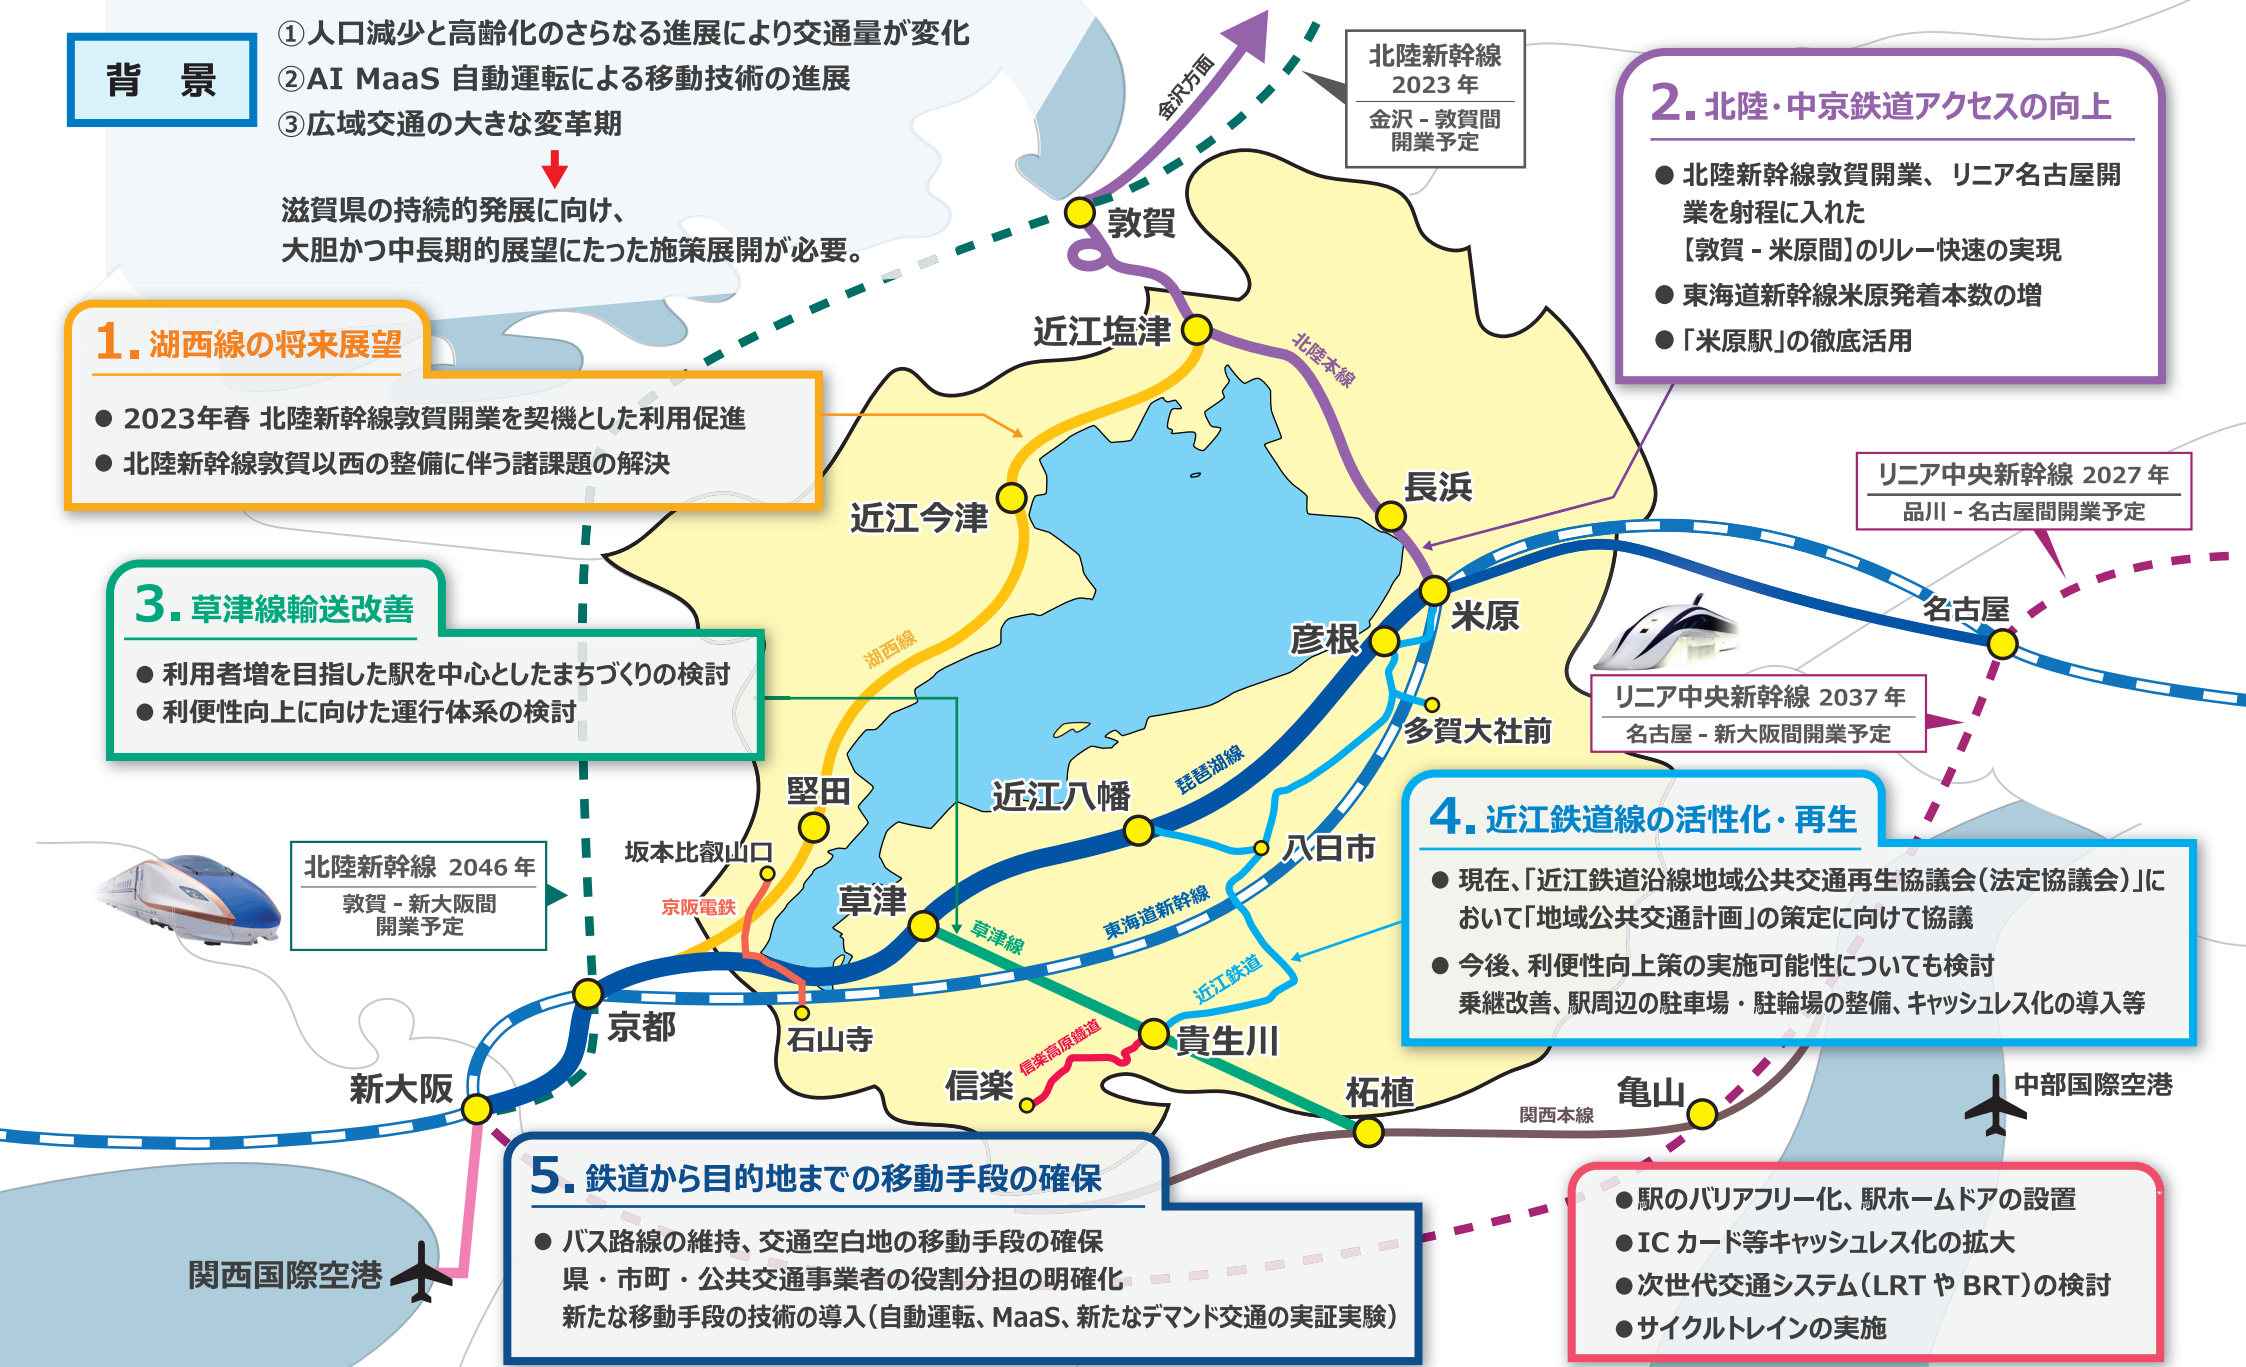 背 景
①人口減少と高齢化のさらなる進展により交通量が変化
②AI MaaS 自動運転による移動技術の進展
③広域交通の大きな変革期
滋賀県の持続的発展に向け、
大胆かつ中長期的展望にたった施策展開が必要。
金沢方面
北陸新幹線
2023 年
金沢 - 敦賀間
開業予定
2. 北陸・中京鉄道アクセスの向上
● 北陸新幹線敦賀開業、リニア名古屋開
業を射程に入れた
【敦賀 - 米原間】のリレー快速の実現
● 東海道新幹線米原発着本数の増
● 「米原駅」の徹底活用
敦賀
近江塩津
北陸本線
1. 湖西線の将来展望
● 2023年春 北陸新幹線敦賀開業を契機とした利用促進
● 北陸新幹線敦賀以西の整備に伴う諸課題の解決
近江今津
長浜
リニア中央新幹線 2027 年
品川 - 名古屋間開業予定
3. 草津線輸送改善
● 利用者増を目指した駅を中心としたまちづくりの検討
● 利便性向上に向けた運行体系の検討
湖西線
彦根
米原
名古屋
リニア中央新幹線 2037 年
名古屋 - 新大阪間開業予定
多賀大社前
琵琶湖線
近江八幡
堅田
坂本比叡山口
八日市
4. 近江鉄道線の活性化・再生
● 現在、「近江鉄道沿線地域公共交通再生協議会(法定協議会)」に
おいて「地域公共交通計画」の策定に向けて協議
● 今後、利便性向上策の実施可能性についても検討
乗継改善、駅周辺の駐車場・駐輪場の整備、キャッシュレス化の導入等
北陸新幹線 2046 年
敦賀 - 新大阪間
開業予定
草津
京阪電鉄
草津線
東海道新幹線
近江鉄道
京都
石山寺
信楽高原鐵道
貴生川
信楽
新大阪
柘植
関西本線
亀山
中部国際空港
5. 鉄道から目的地までの移動手段の確保
● バス路線の維持、交通空白地の移動手段の確保
県・市町・公共交通事業者の役割分担の明確化
新たな移動手段の技術の導入(自動運転、MaaS、新たなデマンド交通の実証実験)
関西国際空港
●駅のバリアフリー化、駅ホームドアの設置
●IC カード等キャッシュレス化の拡大
●次世代交通システム(LRT や BRT)の検討
●サイクルトレインの実施